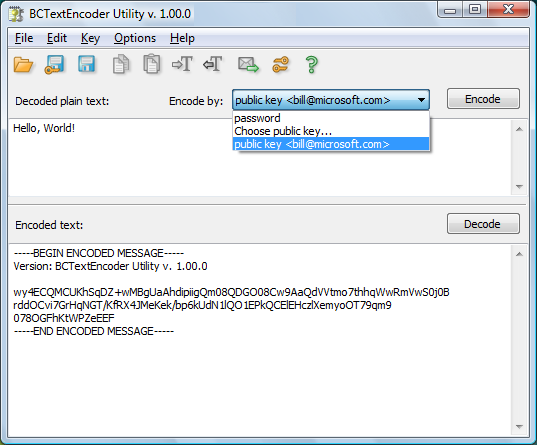 BCTextEncoder Utility v. 1.00.0
File Edit Key Options Help
Decoded plain text: Encode by: public key <bill@microsoft.com> Encode
password
Choose public key...
public key <bill@microsoft.com>
Hello, World!
Encoded text: Decode
-----BEGIN ENCODED MESSAGE-----
Version: BCTextEncoder Utility v. 1.00.0
wy4ECQMCUKhSqDZ+wMBgUaAhdipiigQm08QDGO08Cw9AaQdVVtmo7thhqWwRmVwS0j0B
rddOCvi7GrHqNGT/KfRX4JMeKek/bp6kUdN1lQO1EPkQCElEHczlXemyoOT79qm9
078OGFhKtWPZeEEF
-----END ENCODED MESSAGE-----